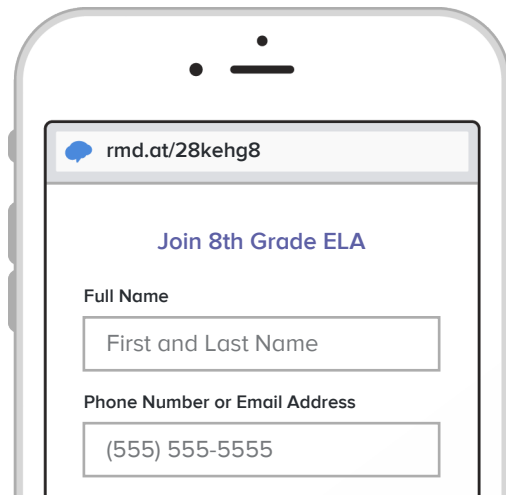 rmd.at/28kehg8
Join 8th Grade ELA
Full Name
First and Last Name
Phone Number or Email Address
(555) 555-5555